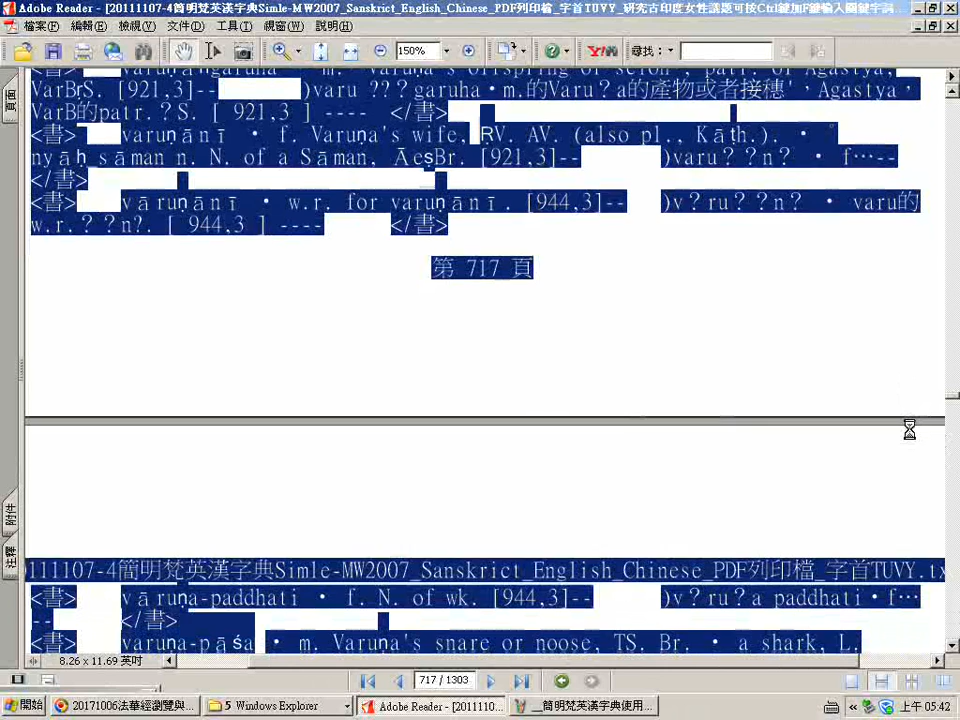 Adobe Reader - [20111107-4簡明梵英漢字典Simle-MW2007_Sanskrict_English_Chinese_PDF列印檔_字首TUVY_研究古印度女性議題可按Ctrl鍵加F鍵輸入關鍵字詞...
檔案(F) 編輯(E) 檢視(V) 文件(D) 工具(T) 視窗(W) 說明(H)
150% Y! 尋找:
頁面
VarBṛS. [921,3]-- )varu ???garuha·m.的Varu?a的產物或者接穗',Agastya,
VarB的patr.?S. [ 921,3 ] ---- </書>
<書> varuṇānī · f. Varuṇa's wife, ṚV. AV. (also pl., Kāṭh.). · °
nyāḥ_sāman n. N. of a Sāman, ĀeṣBr. [921,3]-- )varu??n? · f…--
</書>
<書> vāruṇānī · w.r. for varuṇānī. [944,3]-- )v?ru??n? · varu的
w.r.??n?. [ 944,3 ] ---- </書>
第 717 頁
附件
註釋
0111107-4簡明梵英漢字典Simle-MW2007_Sanskrict_English_Chinese_PDF列印檔_字首TUVY.tx
<書> vāruṇa-paddhati · f. N. of wk. [944,3]-- )v?ru?a paddhati·f…
-- </書>
<書> varuṇa-pāśa · m. Varuṇa's snare or noose, TS. Br. · a shark, L.
8.26 x 11.69 英吋
717 / 1303
開始 20171006法華經瀏覽與... 5 Windows Explorer Adobe Reader - [2011110... __簡明梵英漢字典使用... 上午 05:42